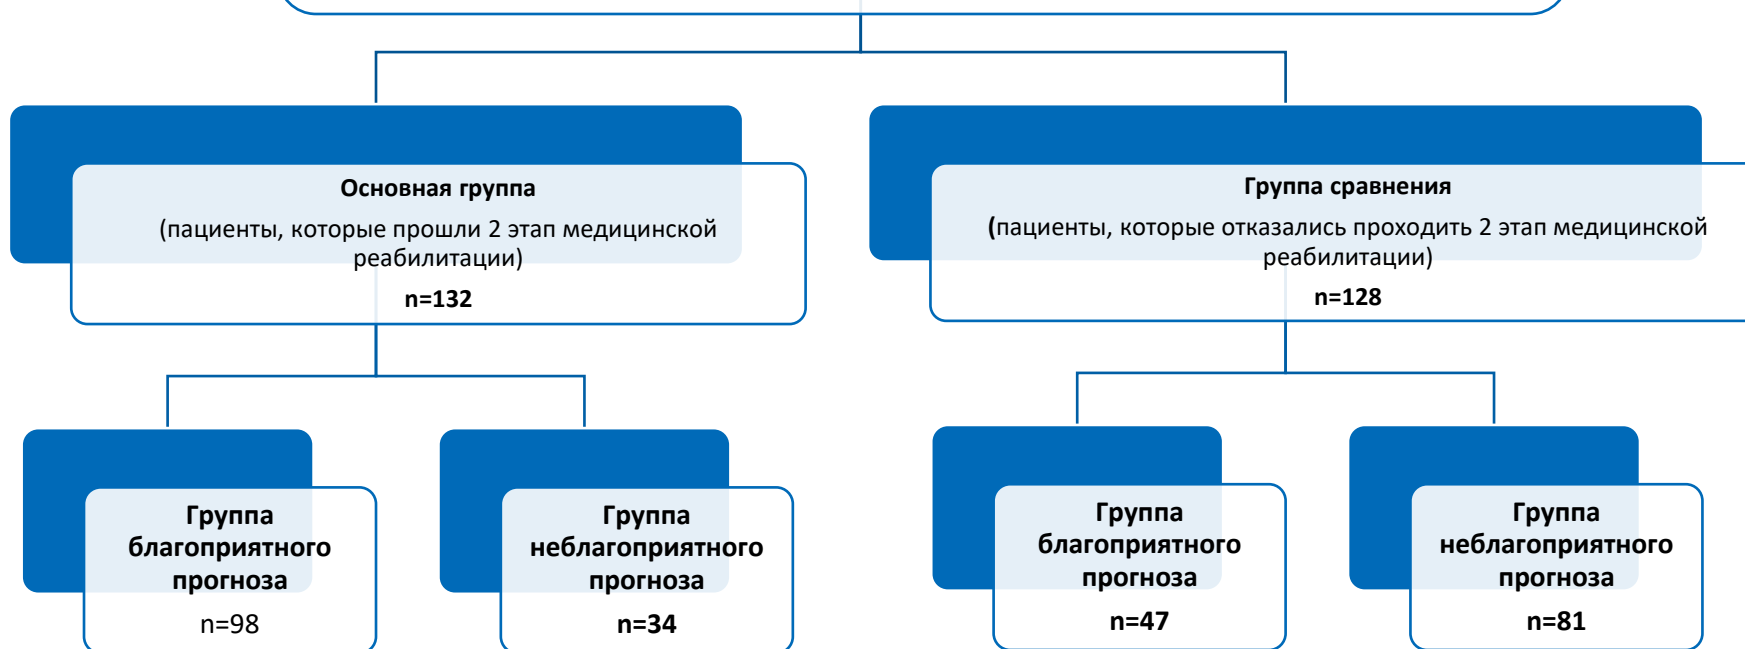 Основная группа
(пациенты, которые прошли 2 этап медицинской
реабилитации)
n=132
Группа сравнения
(пациенты, которые отказались проходить 2 этап медицинской
реабилитации)
n=128
Группа
благоприятного
прогноза
n=98
Группа
неблагоприятного
прогноза
n=34
Группа
благоприятного
прогноза
n=47
Группа
неблагоприятного
прогноза
n=81